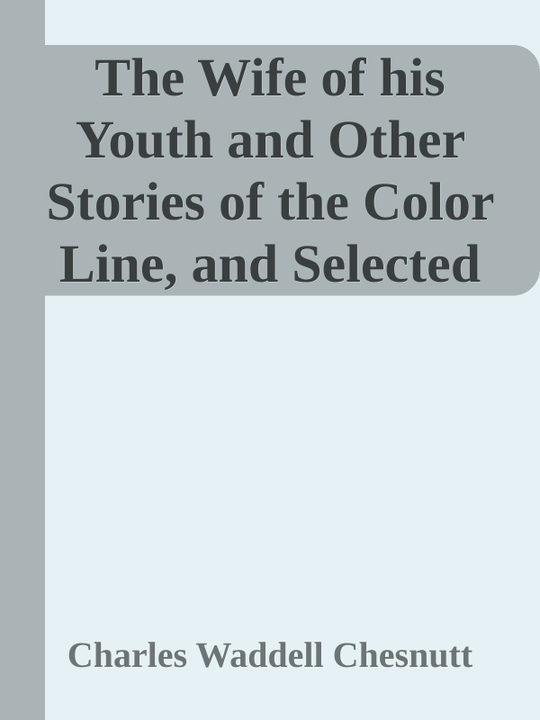 The Wife of his
Youth and Other
Stories of the Color
Line, and Selected
Charles Waddell Chesnutt